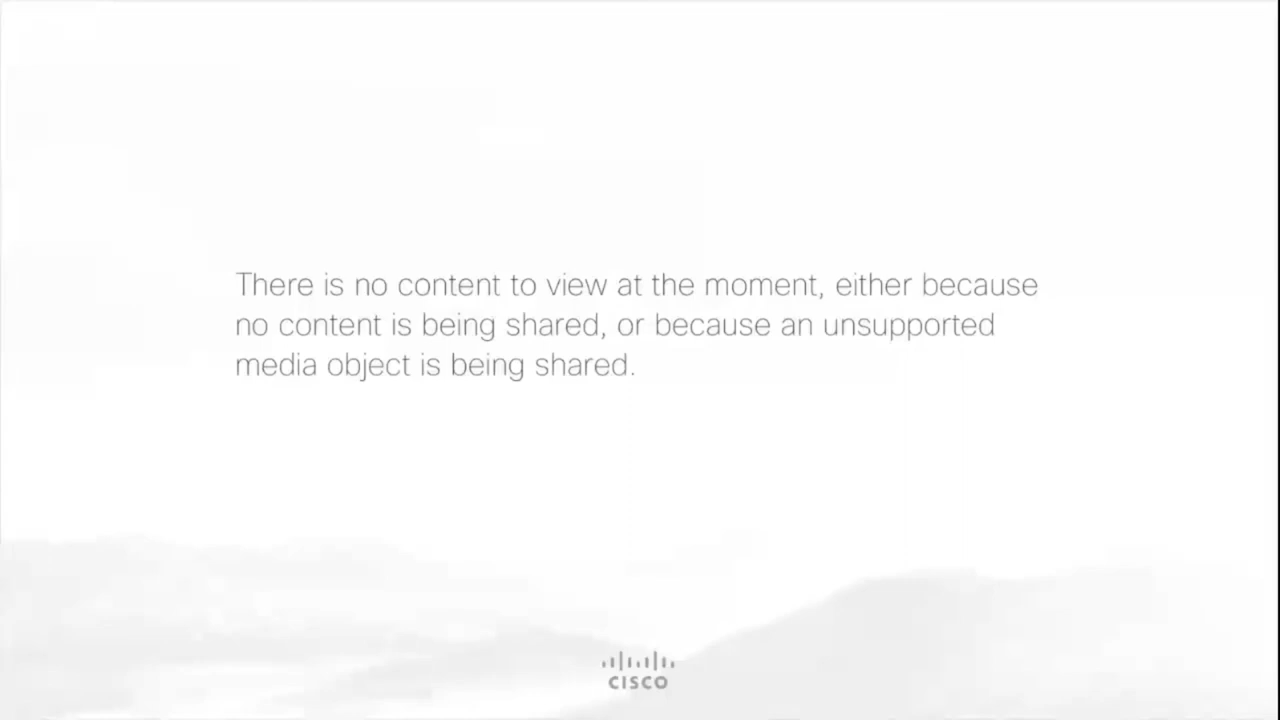 There is no content to view at the moment, either because
no content is being shared, or because an unsupported
media object is being shared.
CISCO